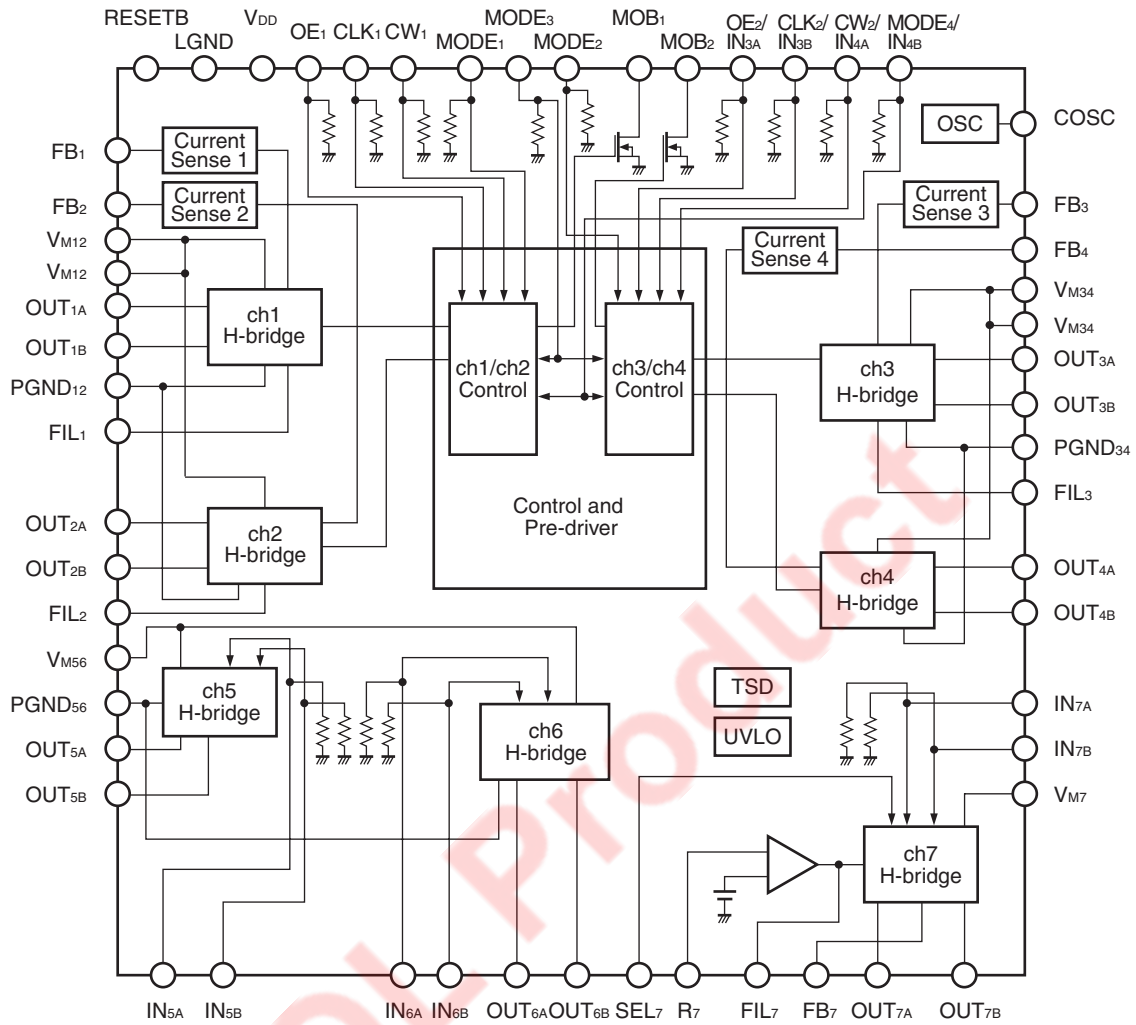 RESETB
LGND
VDD
OE1
CLK1
CW1
MODE1
MODE3
MODE2
MOB1
MOB2
OE2/
IN3A
CLK2/
IN3B
CW2/
IN4A
MODE4/
IN4B
FB1
FB2
VM12
VM12
OUT1A
OUT1B
PGND12
FIL1
OUT2A
OUT2B
FIL2
VM56
PGND56
OUT5A
OUT5B
Current
Sense 1
Current
Sense 2
ch1
H-bridge
ch2
H-bridge
ch5
H-bridge
ch1/ch2
Control
ch3/ch4
Control
Control and
Pre-driver
ch6
H-bridge
OSC
Current
Sense 3
Current
Sense 4
ch3
H-bridge
ch4
H-bridge
TSD
UVLO
ch7
H-bridge
COSC
FB3
FB4
VM34
VM34
OUT3A
OUT3B
PGND34
FIL3
OUT4A
OUT4B
IN7A
IN7B
VM7
IN5A
IN5B
IN6A
IN6B
OUT6A
OUT6B
SEL7
R7
FIL7
FB7
OUT7A
OUT7B
Product